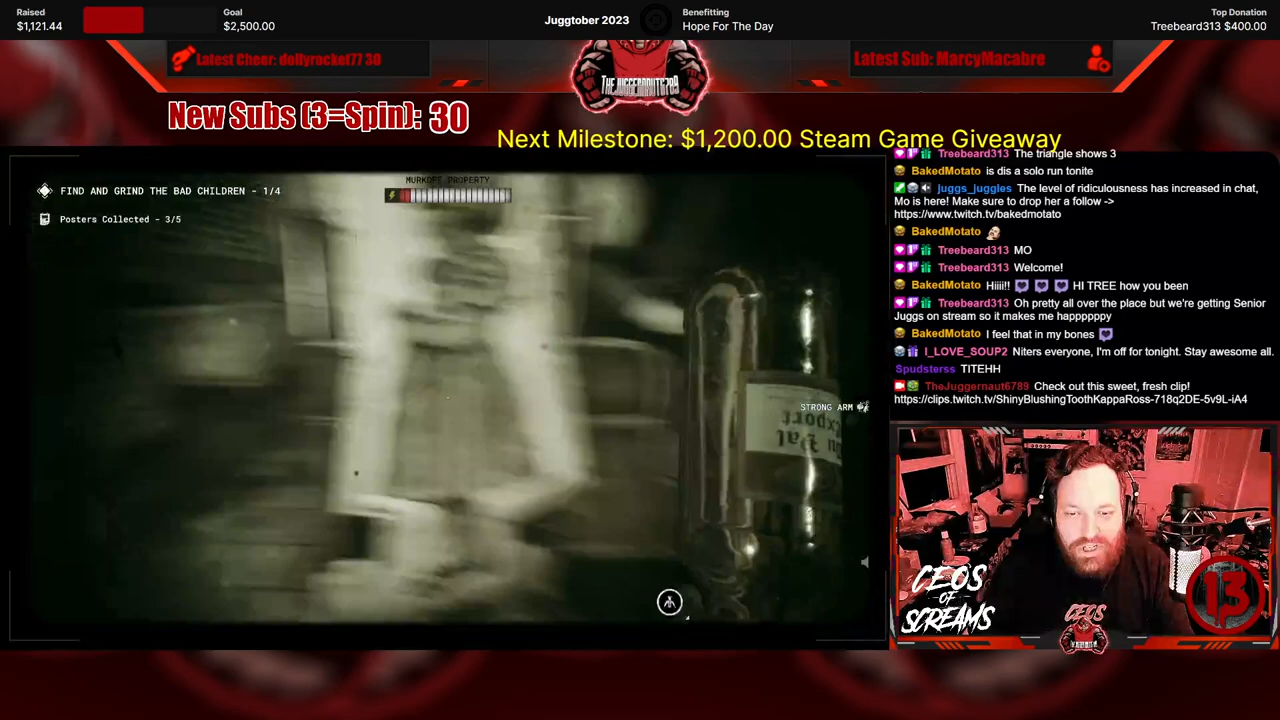 Raised
$1,121.44
Goal
$2,500.00
Juggtober 2023
Benefitting
Hope For The Day
Top Donation
Treebeard313 $400.00
Latest Cheer: dollyrocket77 30
THEJUGGERNAUT6789
Latest Sub: MarcyMacabre
New Subs (3=Spin): 30
Next Milestone: $1,200.00 Steam Game Giveaway
FIND AND GRIND THE BAD CHILDREN - 1/4
Posters Collected - 3/5
MURKOFF PROPERTY
STRONG ARM
Treebeard313 The triangle shows 3
BakedMotato is dis a solo run tonite
juggs_juggles The level of ridiculousness has increased in chat,
Mo is here! Make sure to drop her a follow ->
https://www.twitch.tv/bakedmotato
BakedMotato
Treebeard313 MO
Treebeard313 Welcome!
BakedMotato Hiiii!! HI TREE how you been
Treebeard313 Oh pretty all over the place but we're getting Senior
Juggs on stream so it makes me happppppy
BakedMotato I feel that in my bones
I_LOVE_SOUP2 Niters everyone, I'm off for tonight. Stay awesome all.
Spudsterss TITEHH
TheJuggernaut6789 Check out this sweet, fresh clip!
https://clips.twitch.tv/ShinyBlushingToothKappaRoss-718q2DE-5v9L-iA4
CEOS
OF
SCREAMS
CEOS
13